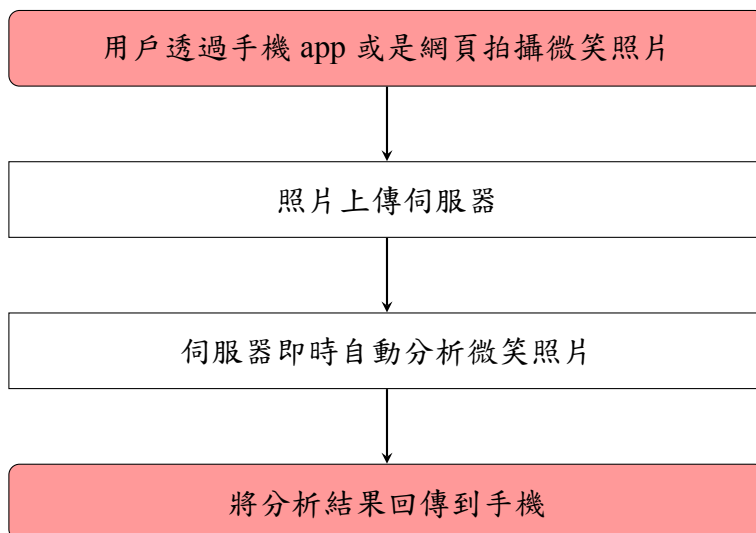 用戶透過手機 app 或是網頁拍攝微笑照片
照片上傳伺服器
伺服器即時自動分析微笑照片
將分析結果回傳到手機